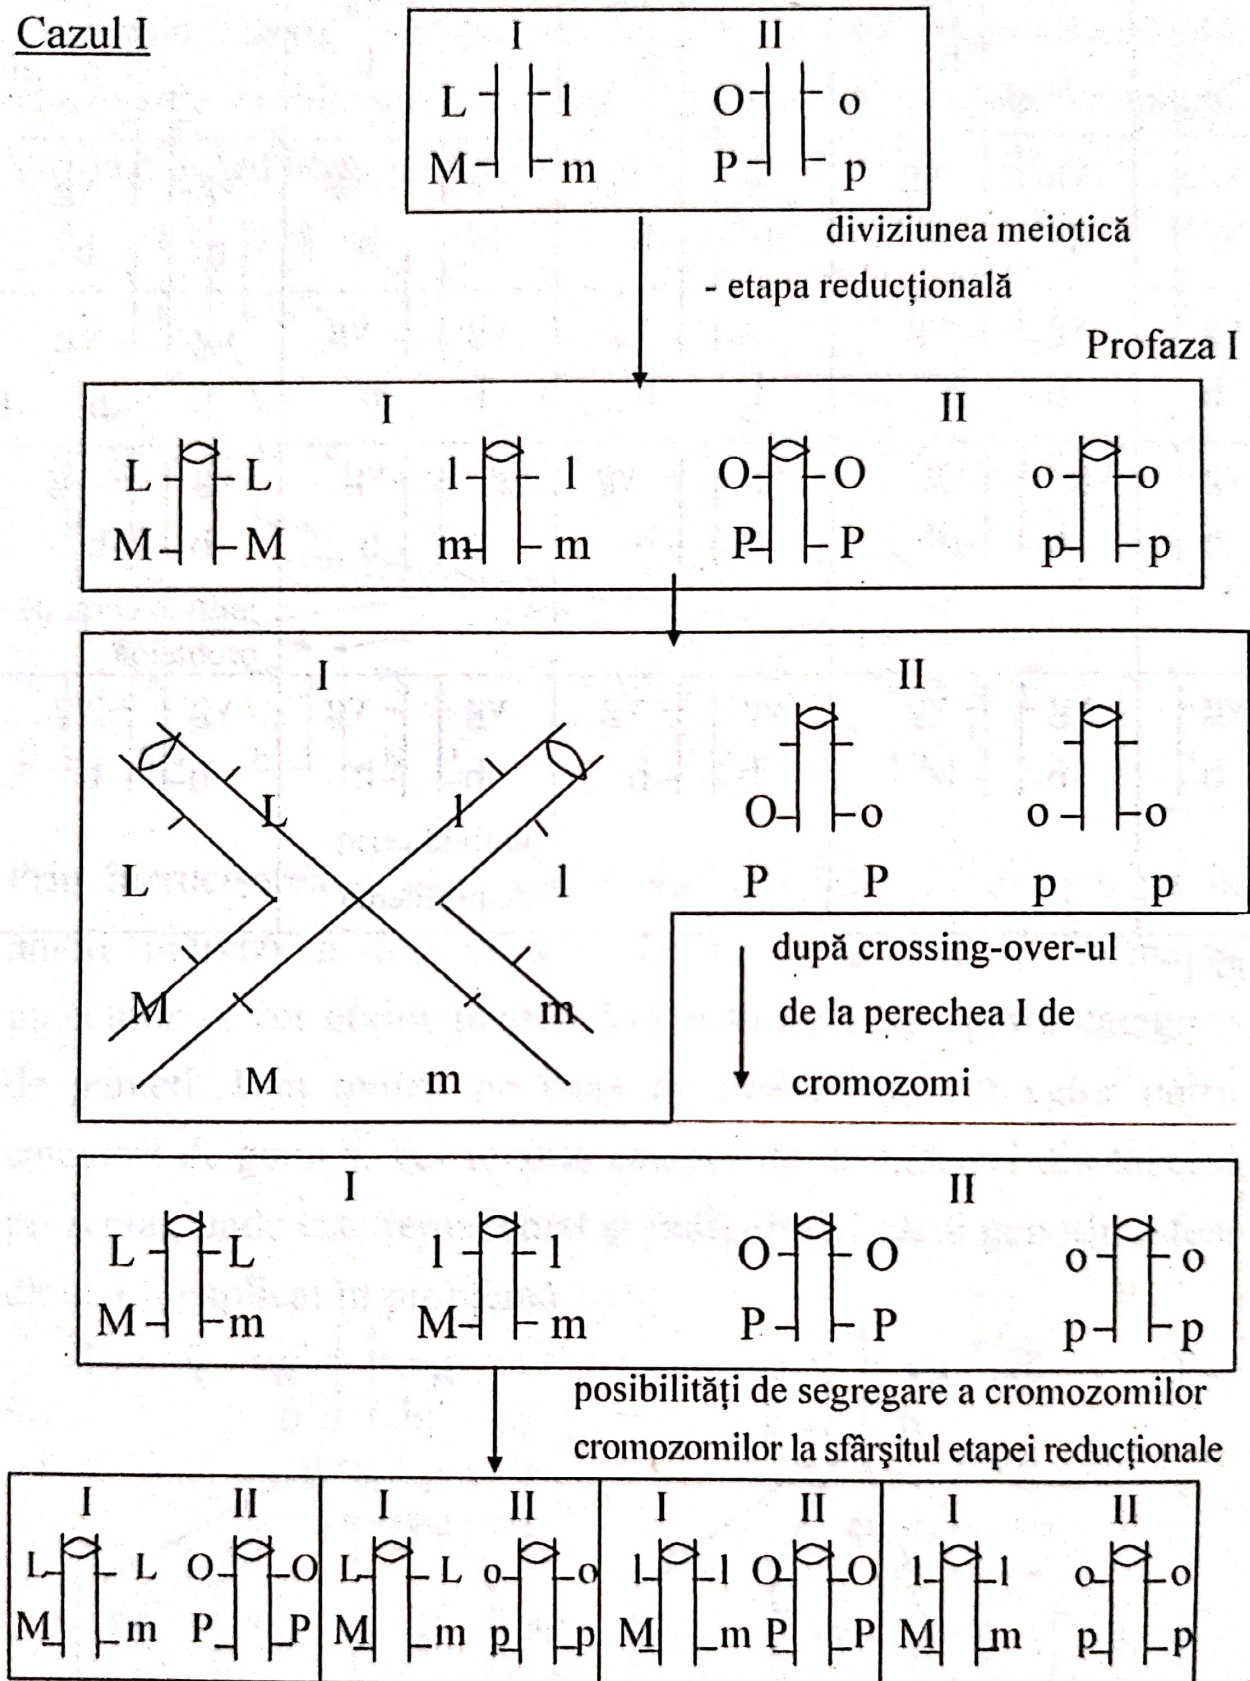 Cazul I
I II
L l O o
M m P p
diviziunea meiotică
- etapa reducțională
Profaza I
I II
L L l l O O o o
M M m m P P p p
I II
L l
O o o o
L l P P p p
după crossing-over-ul
M m de la perechea I de
M m cromozomi
I II
L L l l O O o o
M m M m P P p p
posibilități de segregare a cromozomilor
cromozomilor la sfârșitul etapei reducționale
I II I II I II I II
L L O O L L o o l l O O l l o o
M m P P M m p p M m P P M m p p